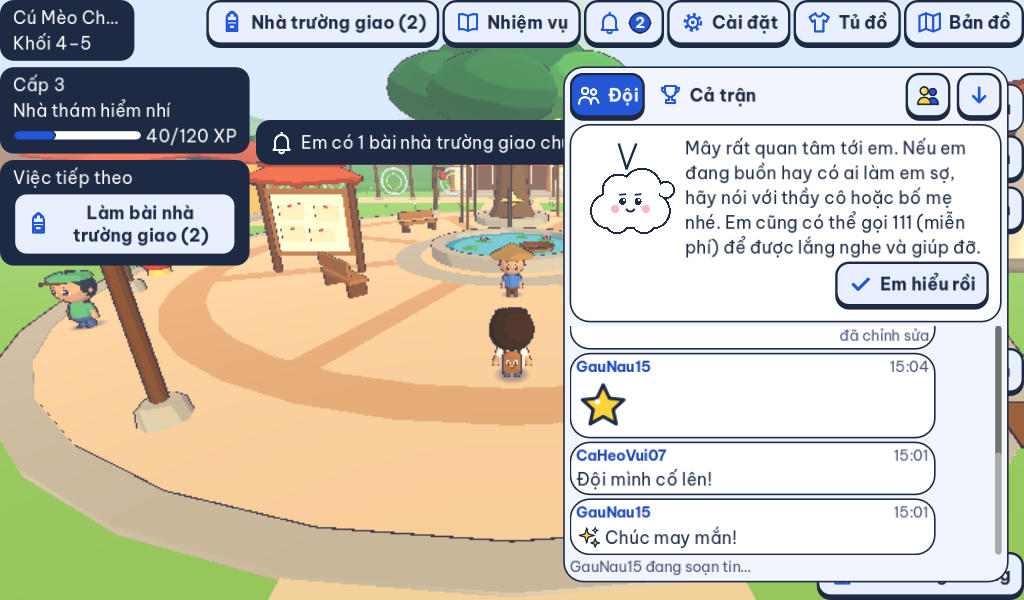 Cú Mèo Ch...
Khối 4–5
Nhà trường giao (2)
Nhiệm vụ
2
Cài đặt
Tủ đồ
Bản đồ
Cấp 3
Nhà thám hiểm nhí
40/120 XP
Việc tiếp theo
Làm bài nhà
trường giao (2)
Em có 1 bài nhà trường giao
Đội
Cả trận
Mây rất quan tâm tới em. Nếu em
đang buồn hay có ai làm em sợ,
hãy nói với thầy cô hoặc bố mẹ
nhé. Em cũng có thể gọi 111 (miễn
phí) để được lắng nghe và giúp đỡ.
Em hiểu rồi
đã chỉnh sửa
GauNau15 15:04
CaHeoVui07 15:01
Đội mình cố lên!
GauNau15 15:01
Chúc may mắn!
GauNau15 đang soạn tin...